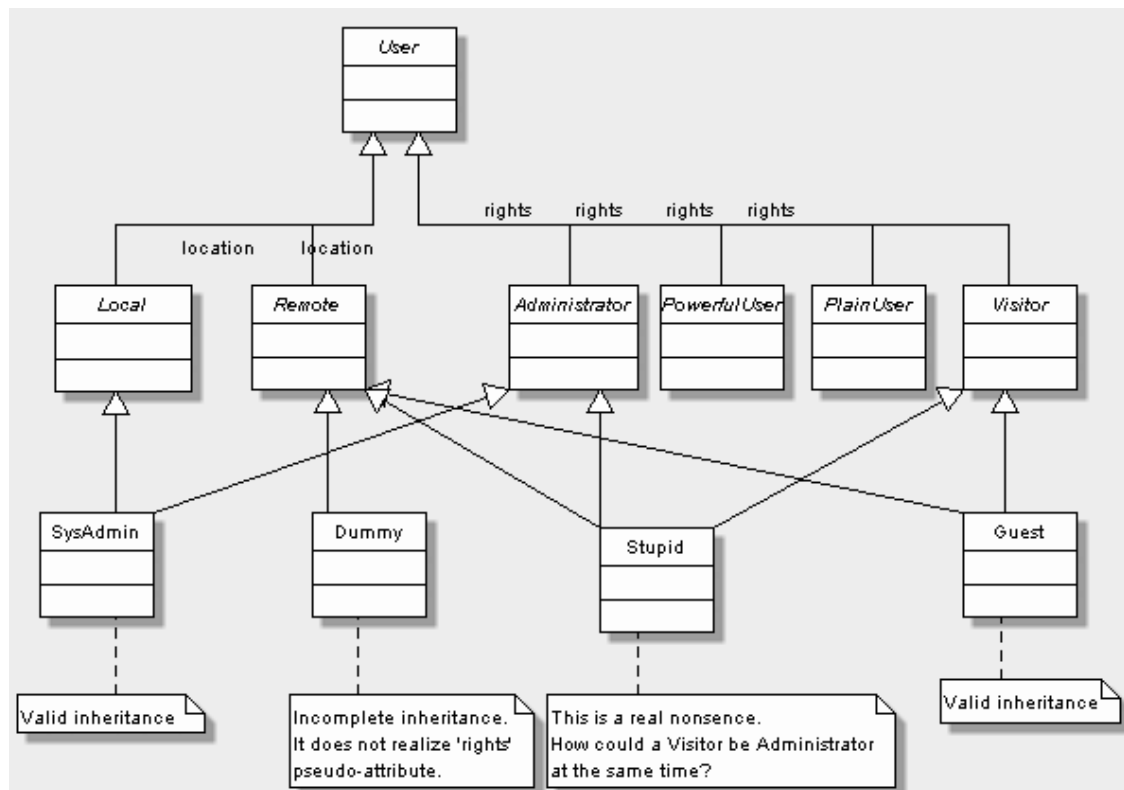 User
rights rights rights rights
location location
Local Remote Administrator PowerfulUser PlainUser Visitor
SysAdmin Dummy Stupid Guest
Valid inheritance
Incomplete inheritance.
It does not realize 'rights'
pseudo-attribute.
This is a real nonsence.
How could a Visitor be Administrator
at the same time?
Valid inheritance